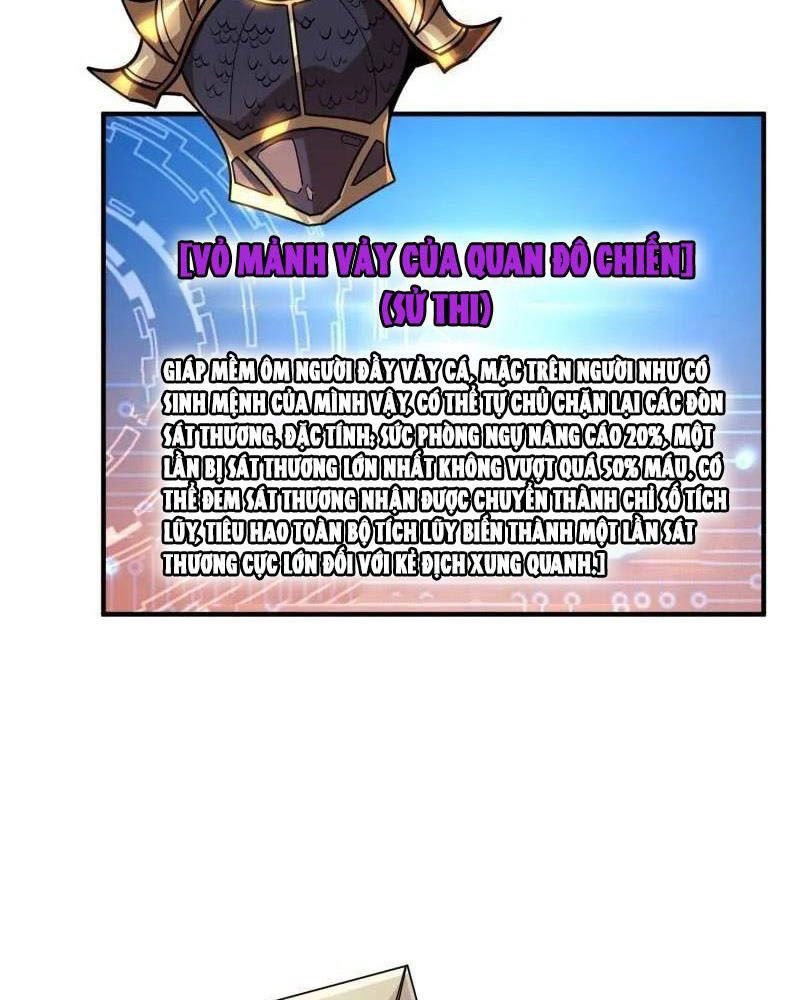 [VỎ MẢNH VẢY CỦA QUAN ĐÔ CHIẾN]
(SỬ THI)
GIÁP MỀM ÔM NGƯỜI ĐẦY VẢY CÁ, MẶC TRÊN NGƯỜI NHƯ CÓ
SINH MỆNH CỦA MÌNH VẬY, CÓ THỂ TỰ CHỦ CHẶN LẠI CÁC ĐÒN
SÁT THƯƠNG, ĐẶC TÍNH: SỨC PHÒNG NGỰ NÂNG CÁO 20%, MỘT
LẦN BỊ SÁT THƯƠNG LỚN NHẤT KHÔNG VƯỢT QUÁ 50% MÁU, CÓ
THỂ ĐEM SÁT THƯƠNG NHẬN ĐƯỢC CHUYỂN THÀNH CHỈ SỐ TÍCH
LŨY, TIÊU HAO TOÀN BỘ TÍCH LŨY BIẾN THÀNH MỘT LẦN SÁT
THƯƠNG CỰC LỚN ĐỐI VỚI KẺ ĐỊCH XUNG QUANH.]